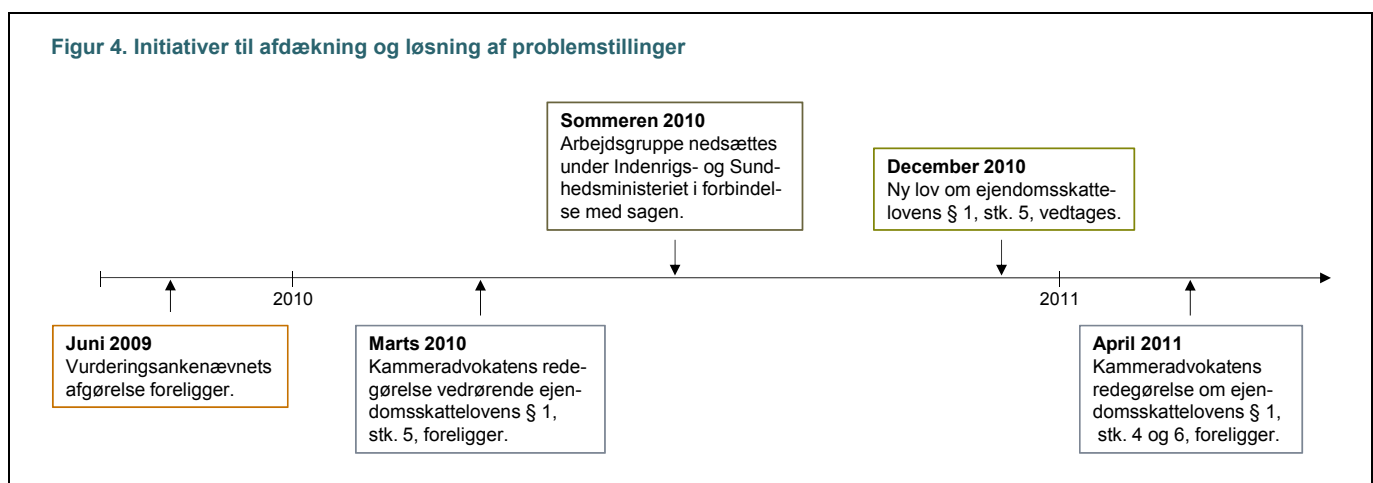 Figur 4. Initiativer til afdækning og løsning af problemstillinger
Sommeren 2010
Arbejdsgruppe nedsættes
under Indenrigs- og Sund-
hedsministeriet i forbindel-
se med sagen.
December 2010
Ny lov om ejendomsskatte-
lovens § 1, stk. 5, vedtages.
2010
2011
Juni 2009
Vurderingsankenævnets
afgørelse foreligger.
Marts 2010
Kammeradvokatens rede-
gørelse vedrørende ejen-
domsskattelovens § 1,
stk. 5, foreligger.
April 2011
Kammeradvokatens
redegørelse om ejen-
domsskattelovens § 1,
stk. 4 og 6, foreligger.